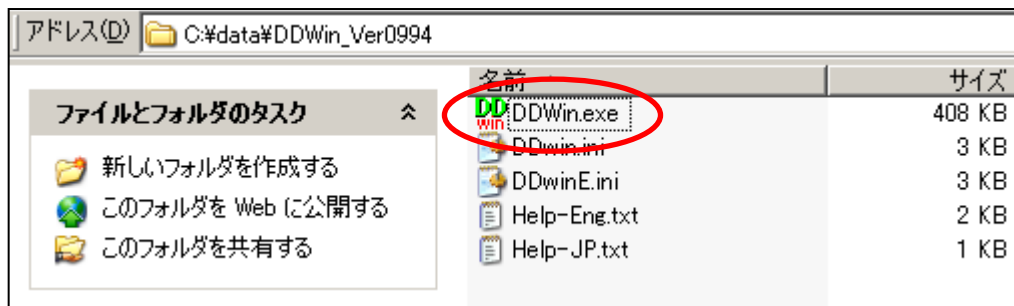 アドレス(D) C:¥data¥DDWin_Ver0994
名前 サイズ
ファイルとフォルダのタスク
新しいフォルダを作成する
このフォルダを Web に公開する
このフォルダを共有する
DD Win DDWin.exe 408 KB
DDwin.ini 3 KB
DDwinE.ini 3 KB
Help-Eng.txt 2 KB
Help-JP.txt 1 KB